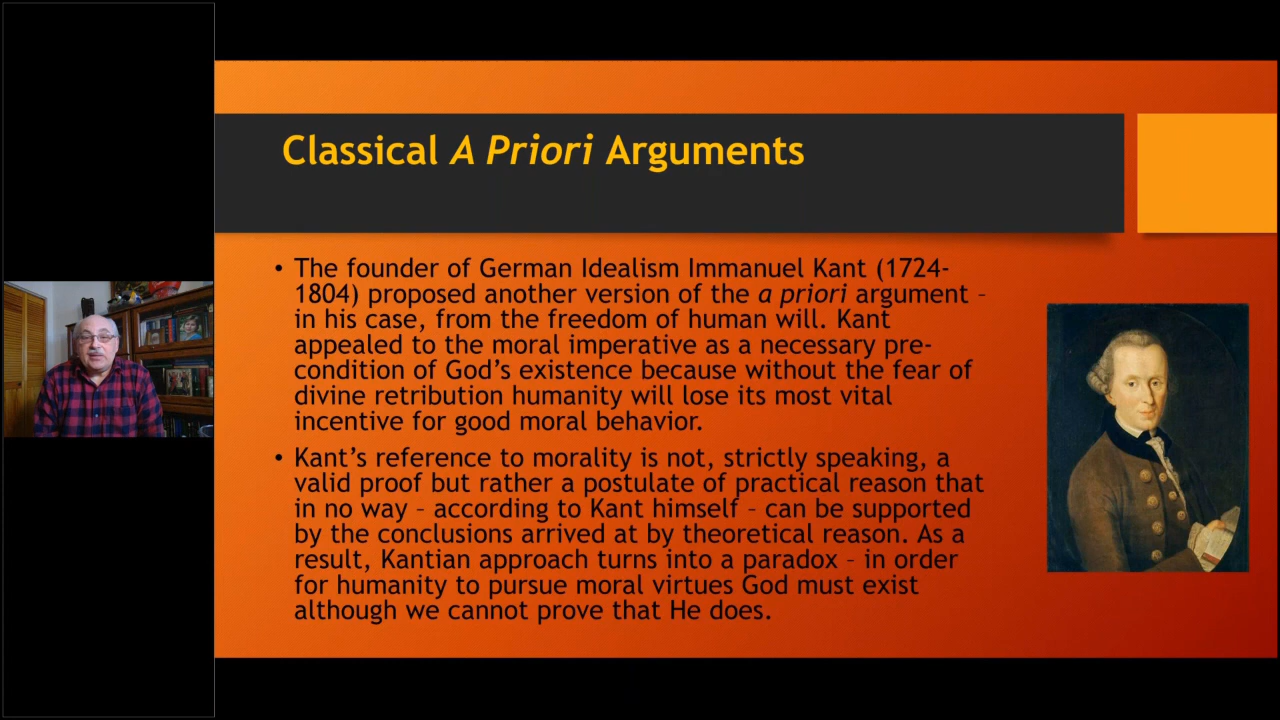 Classical A Priori Arguments
• The founder of German Idealism Immanuel Kant (1724-
1804) proposed another version of the a priori argument –
in his case, from the freedom of human will. Kant
appealed to the moral imperative as a necessary pre-
condition of God’s existence because without the fear of
divine retribution humanity will lose its most vital
incentive for good moral behavior.
• Kant’s reference to morality is not, strictly speaking, a
valid proof but rather a postulate of practical reason that
in no way – according to Kant himself – can be supported
by the conclusions arrived at by theoretical reason. As a
result, Kantian approach turns into a paradox – in order
for humanity to pursue moral virtues God must exist
although we cannot prove that He does.